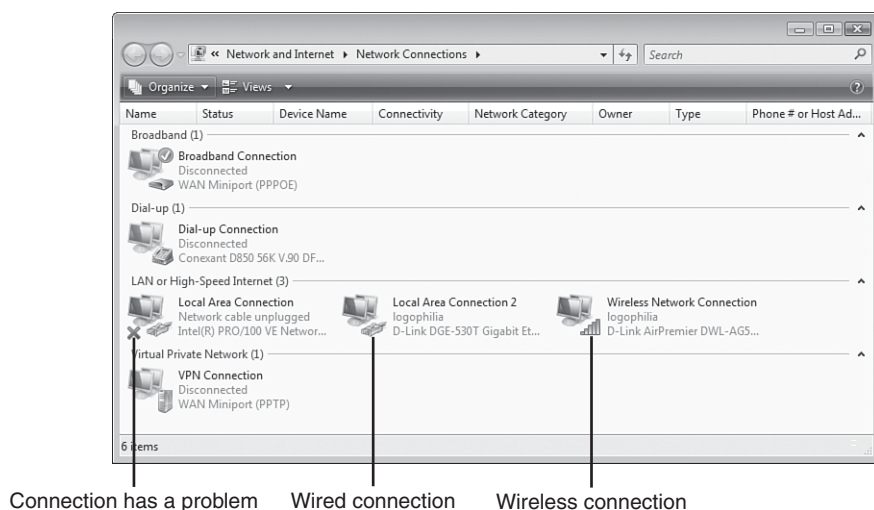 « Network and Internet ▸ Network Connections ▸ Search
Organize ▼ Views ▼
Name Status Device Name Connectivity Network Category Owner Type Phone # or Host Ad...
Broadband (1)
Broadband Connection
Disconnected
WAN Miniport (PPPOE)
Dial-up (1)
Dial-up Connection
Disconnected
Conexant D850 56K V.90 DF...
LAN or High-Speed Internet (3)
Local Area Connection
Network cable unplugged
Intel(R) PRO/100 VE Networ...
Local Area Connection 2
logophilia
D-Link DGE-530T Gigabit Et...
Wireless Network Connection
logophilia
D-Link AirPremier DWL-AG5...
Virtual Private Network (1)
VPN Connection
Disconnected
WAN Miniport (PPTP)
6 items
Connection has a problem
Wired connection
Wireless connection